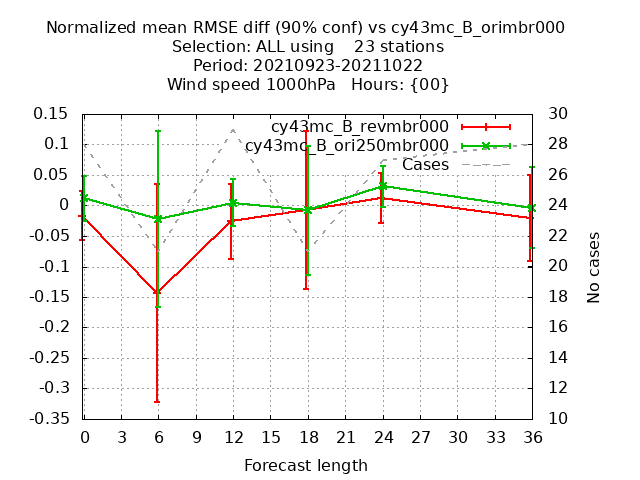 Normalized mean RMSE diff (90% conf) vs cy43mc_B_orimbr000
Selection: ALL using    23 stations
Period: 20210923-20211022
Wind speed 1000hPa   Hours: {00}
cy43mc_B_revmbr000
cy43mc_B_ori250mbr000
Cases
0.15
0.1
0.05
0
-0.05
-0.1
-0.15
-0.2
-0.25
-0.3
-0.35
30
28
26
24
22
20
18
16
14
12
10
No cases
0 3 6 9 12 15 18 21 24 27 30 33 36
Forecast length